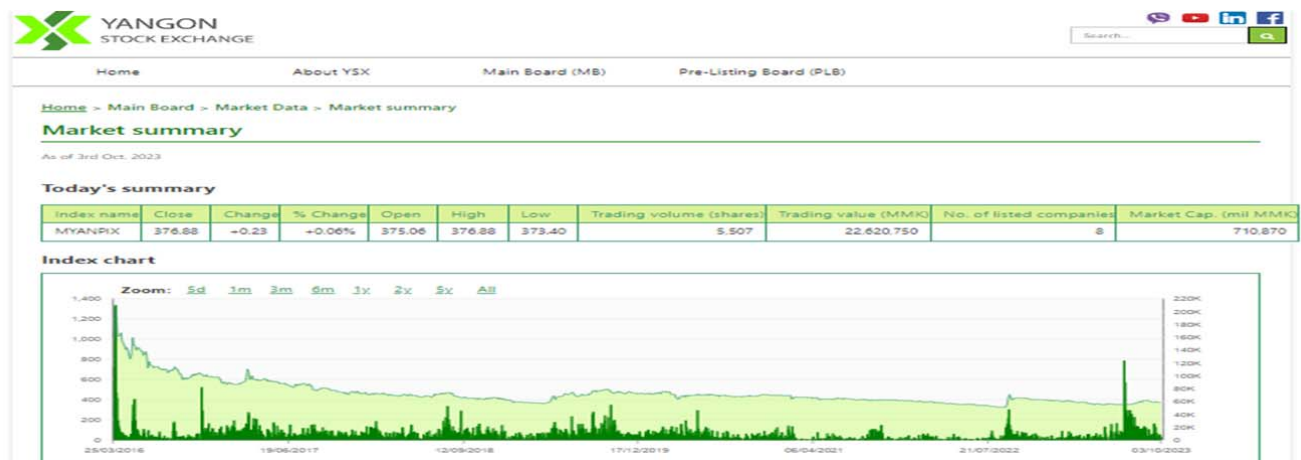 YANGON
STOCK EXCHANGE
Search...
Home About YSX Main Board (MB) Pre-Listing Board (PLB)
Home > Main Board > Market Data > Market summary
Market summary
As of 3rd Oct, 2023
Today's summary
Index name Close Change % Change Open High Low Trading volume (shares) Trading value (MMK) No. of listed companies Market Cap. (mil MMK)
MYANPIX 376.88 +0.23 +0.06% 375.06 376.88 373.40 5,507 22,620,750 8 710,870
Index chart
Zoom: 5d 1m 3m 6m 1y 2y 5y All
1,400 220K
200K
1,200 180K
1,000 160K
140K
800 120K
600 100K
80K
400 60K
200 40K
20K
0 0
25/03/2016 19/06/2017 12/09/2018 17/12/2019 06/04/2021 21/07/2022 03/10/2023